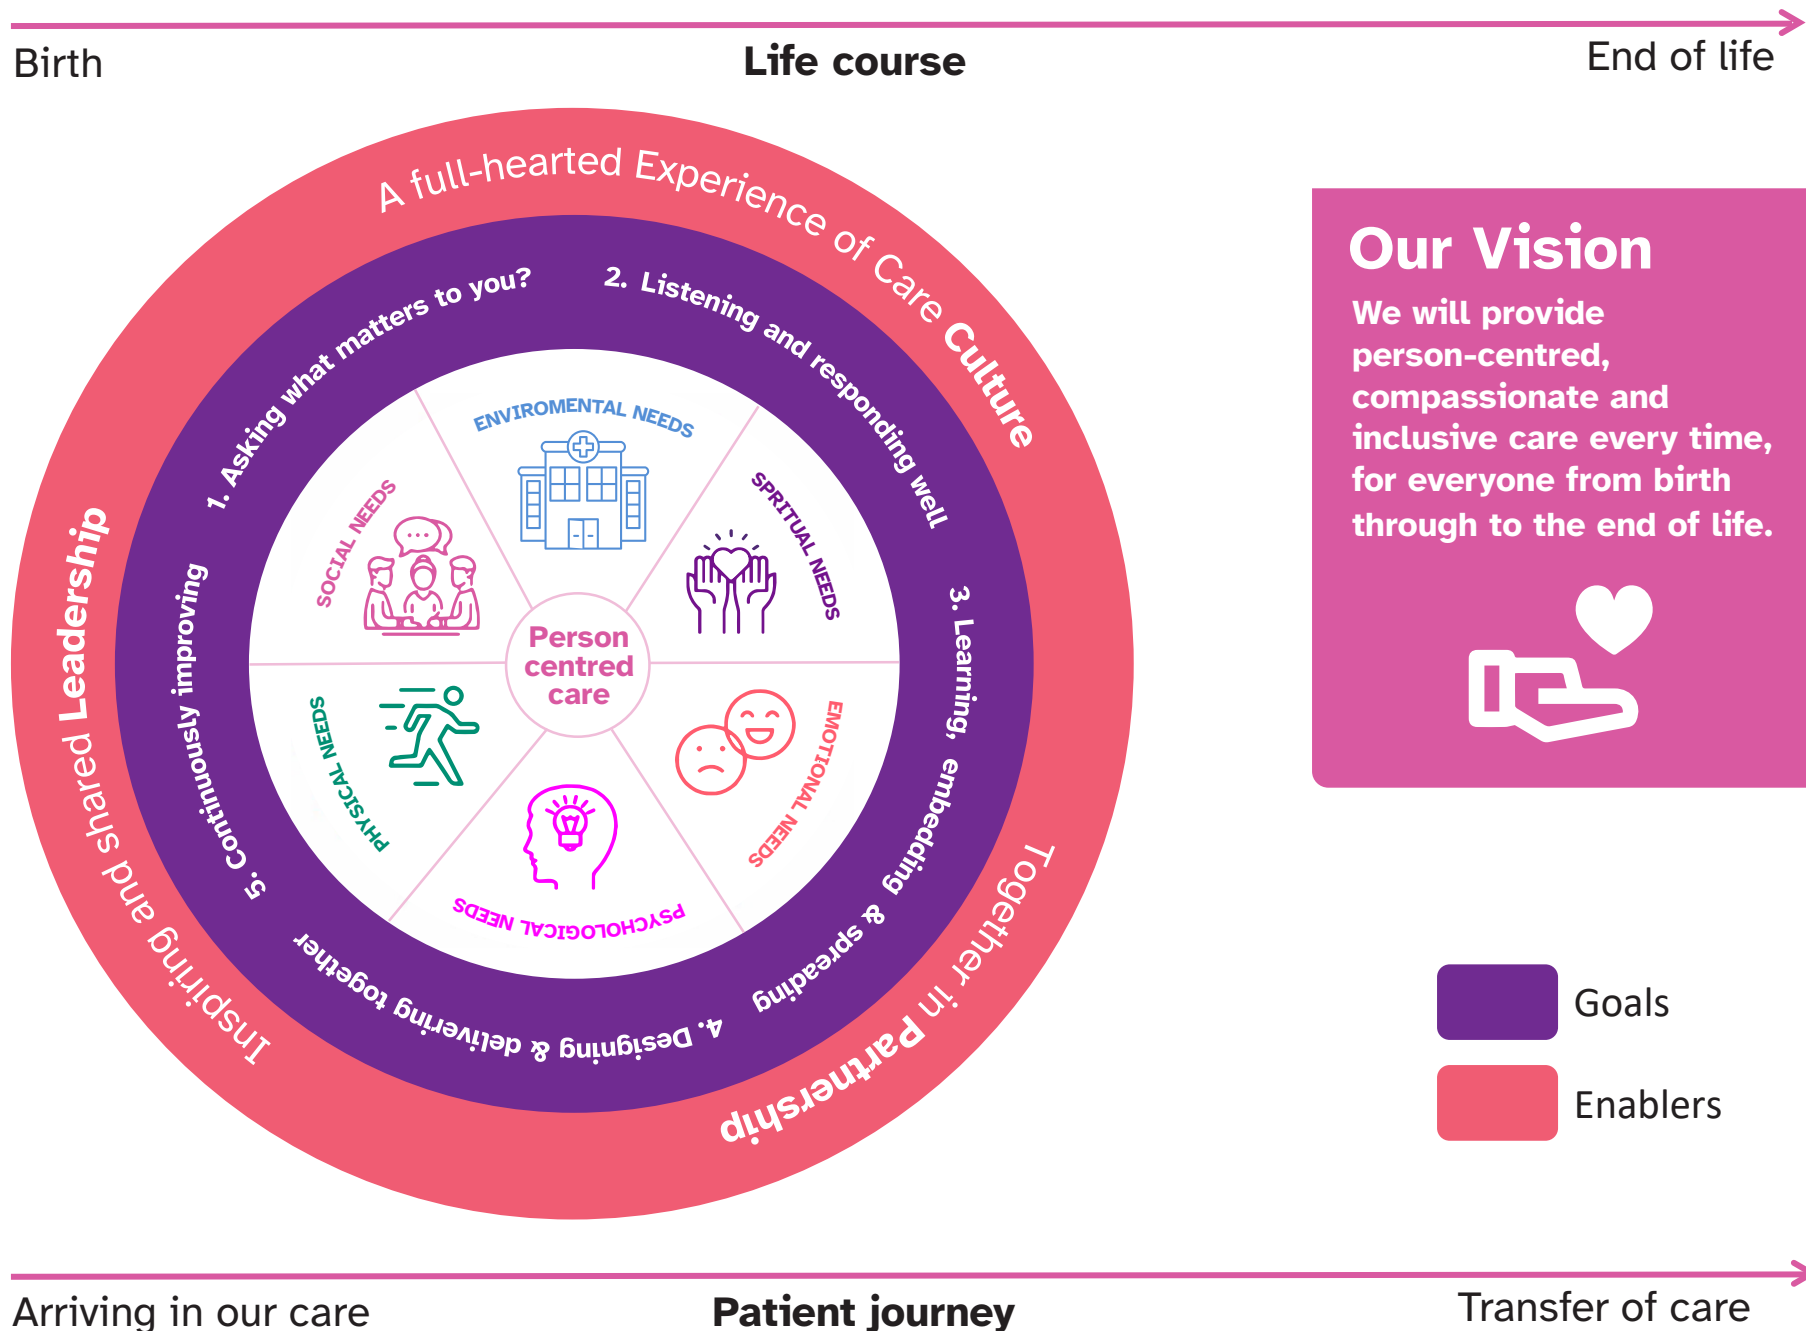 Birth
Life course
End of life
A full-hearted Experience of Care Culture
Together in Partnership
Inspiring and shared Leadership
1. Asking what matters to you?
2. Listening and responding well
3. Learning, embedding & spreading
4. Designing & delivering together
5. Continuously improving
ENVIROMENTAL NEEDS
SPRITUAL NEEDS
EMOTIONAL NEEDS
PSYCHOLOGICAL NEEDS
PHYSICAL NEEDS
SOCIAL NEEDS
Person
centred
care
Our Vision
We will provide
person-centred,
compassionate and
inclusive care every time,
for everyone from birth
through to the end of life.
Goals
Enablers
Arriving in our care
Patient journey
Transfer of care